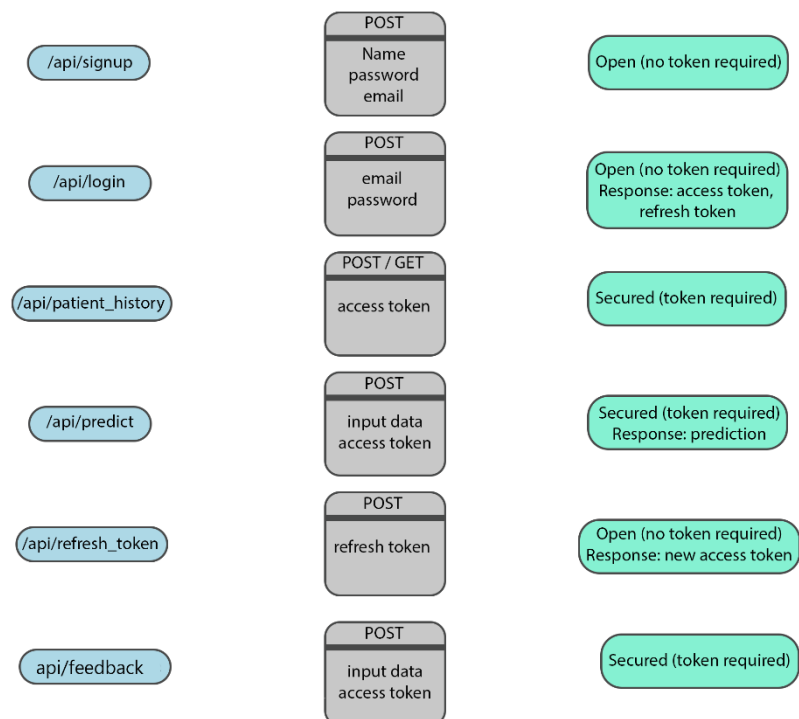 /api/signup
POST
Name
password
email
Open (no token required)
/api/login
POST
email
password
Open (no token required)
Response: access token,
refresh token
/api/patient_history
POST / GET
access token
Secured (token required)
/api/predict
POST
input data
access token
Secured (token required)
Response: prediction
/api/refresh_token
POST
refresh token
Open (no token required)
Response: new access token
api/feedback
POST
input data
access token
Secured (token required)